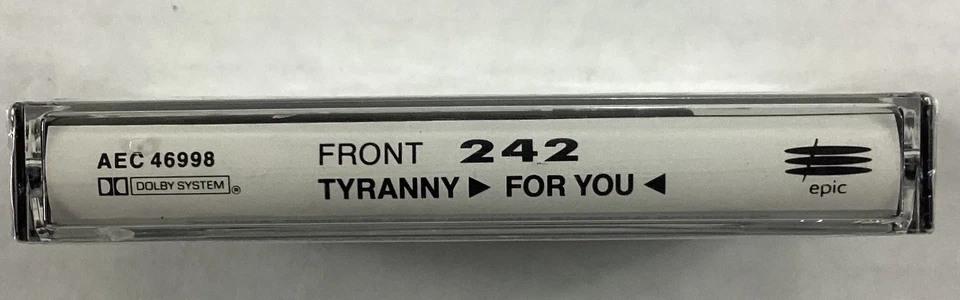 AEC 46998
DOLBY SYSTEM ®
FRONT 242
TYRANNY ▶ FOR YOU ◀
epic